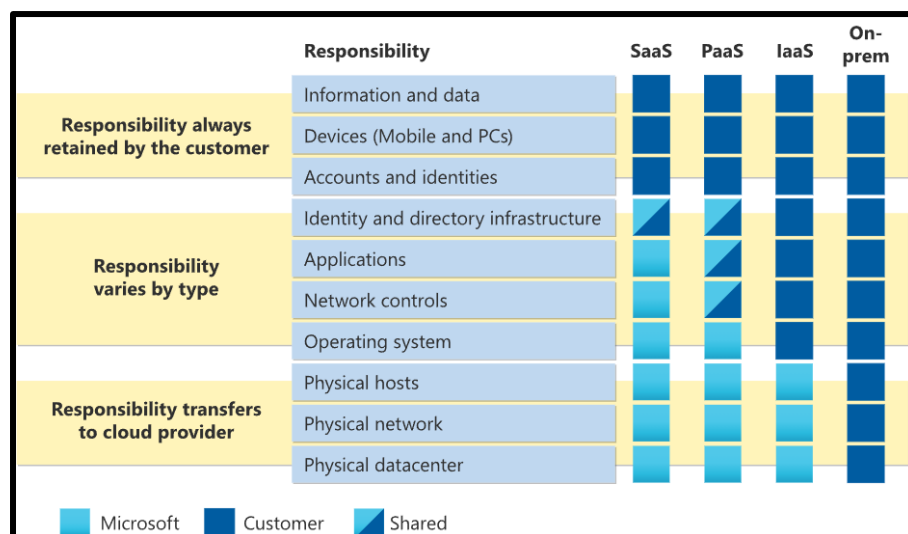 Responsibility SaaS PaaS IaaS On-
prem
Responsibility always
retained by the customer
Information and data
Devices (Mobile and PCs)
Accounts and identities
Responsibility
varies by type
Identity and directory infrastructure
Applications
Network controls
Operating system
Responsibility transfers
to cloud provider
Physical hosts
Physical network
Physical datacenter
Microsoft Customer Shared